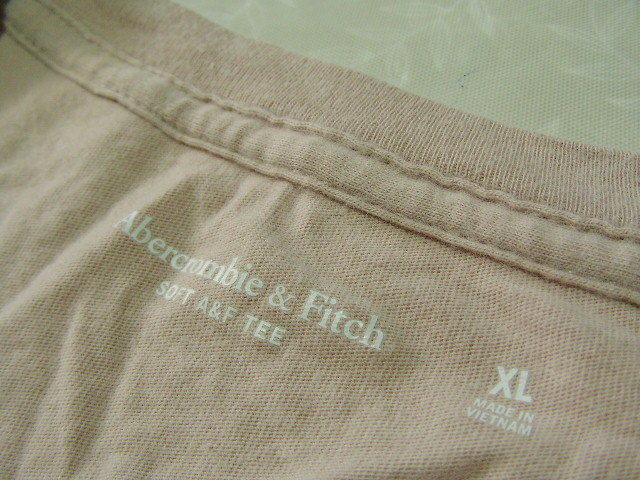 Abercrombie & Fitch
SOFT A&F TEE
XL
MADE IN
VIETNAM